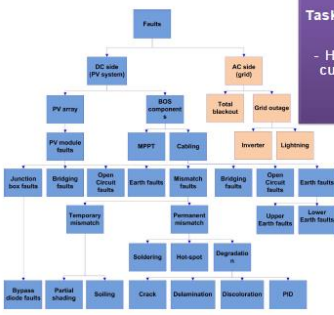 Faults
Task
- H
cu
DC side
(PV system)
AC side
(grid)
PV array
BOS
component
s
Total
blackout
Grid outage
PV module
faults
MPPT
Cabling
Inverter
Lightning
Junction
box faults
Bridging
faults
Open
Circuit
faults
Earth faults
Mismatch
faults
Bridging
faults
Open
Circuit
faults
Earth faults
Temporary
mismatch
Permanent
mismatch
Upper
Earth faults
Lower
Earth faults
Soldering
Hot-spot
Degradatio
n
Bypass
diode faults
Partial
shading
Soiling
Crack
Delamination
Discoloration
PID